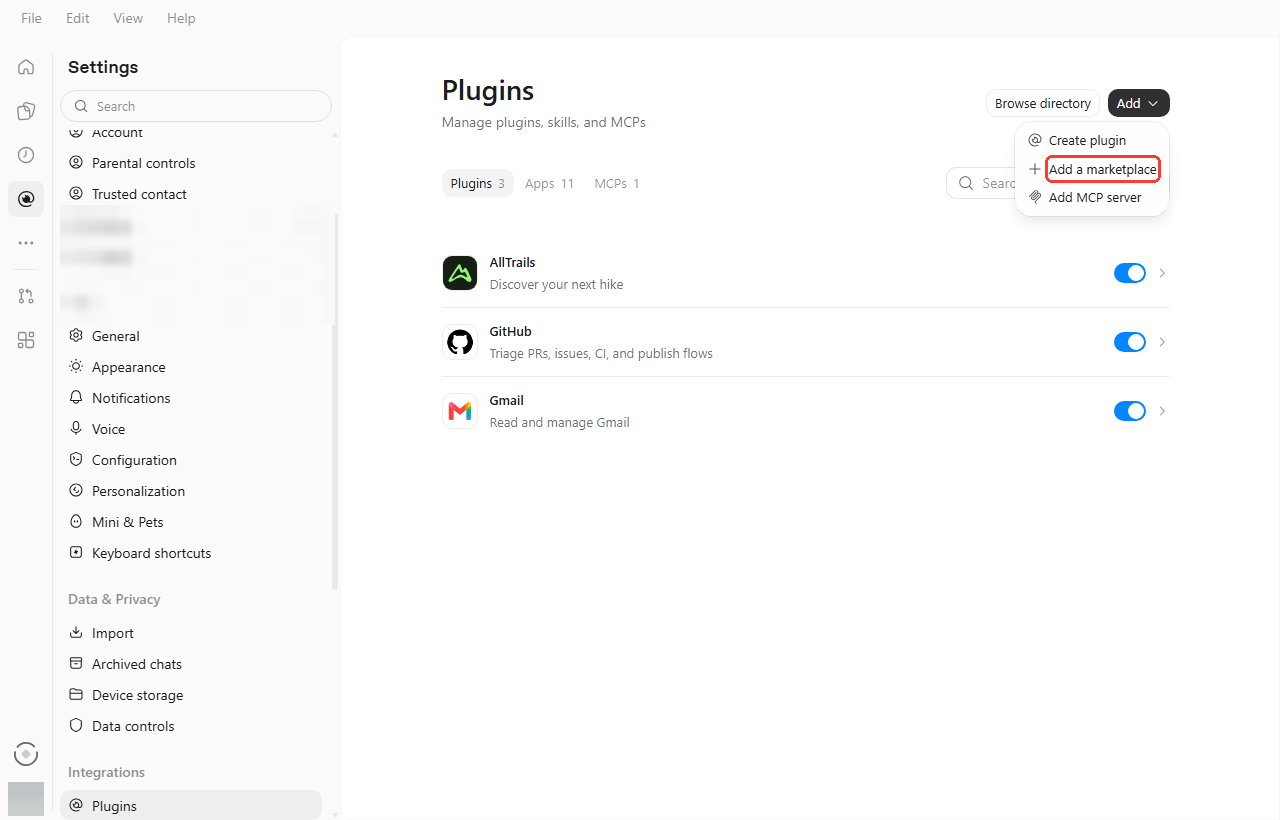 File Edit View Help
Settings
Search
Account
Parental controls
Trusted contact
General
Appearance
Notifications
Voice
Configuration
Personalization
Mini & Pets
Keyboard shortcuts
Data & Privacy
Import
Archived chats
Device storage
Data controls
Integrations
Plugins
Plugins
Manage plugins, skills, and MCPs
Browse directory
Add
Create plugin
Add a marketplace
Add MCP server
Plugins 3 Apps 11 MCPs 1
Searc
AllTrails
Discover your next hike
GitHub
Triage PRs, issues, CI, and publish flows
Gmail
Read and manage Gmail